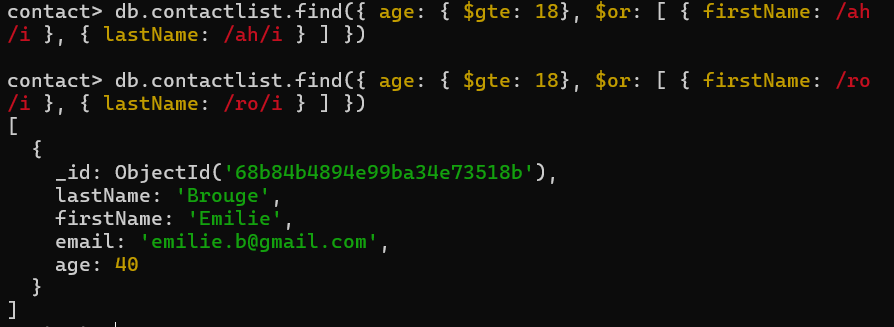 contact> db.contactlist.find({ age: { $gte: 18}, $or: [ { firstName: /ah
/i }, { lastName: /ah/i } ] })
contact> db.contactlist.find({ age: { $gte: 18}, $or: [ { firstName: /ro
/i }, { lastName: /ro/i } ] })
[
  {
    _id: ObjectId('68b84b4894e99ba34e73518b'),
    lastName: 'Brouge',
    firstName: 'Emilie',
    email: 'emilie.b@gmail.com',
    age: 40
  }
]